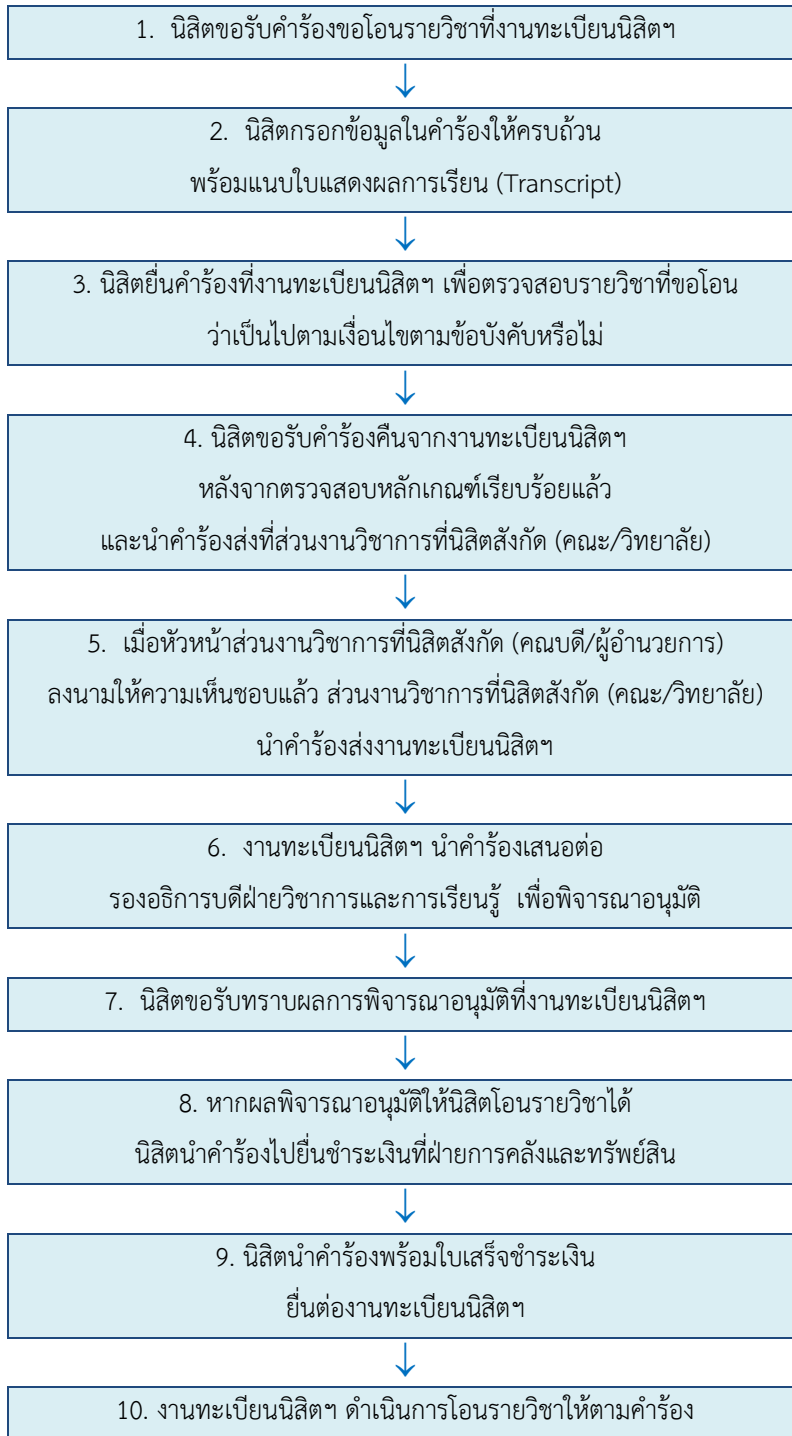 1. นิสิตขอรับคำร้องขอโอนรายวิชาที่งานทะเบียนนิสิตฯ
2. นิสิตกรอกข้อมูลในคำร้องให้ครบถ้วน
พร้อมแนบใบแสดงผลการเรียน (Transcript)
3. นิสิตยื่นคำร้องที่งานทะเบียนนิสิตฯ เพื่อตรวจสอบรายวิชาที่ขอโอน
ว่าเป็นไปตามเงื่อนไขตามข้อบังคับหรือไม่
4. นิสิตขอรับคำร้องคืนจากงานทะเบียนนิสิตฯ
หลังจากตรวจสอบหลักเกณฑ์เรียบร้อยแล้ว
และนำคำร้องส่งที่ส่วนงานวิชาการที่นิสิตสังกัด (คณะ/วิทยาลัย)
5. เมื่อหัวหน้าส่วนงานวิชาการที่นิสิตสังกัด (คณบดี/ผู้อำนวยการ)
ลงนามให้ความเห็นชอบแล้ว ส่วนงานวิชาการที่นิสิตสังกัด (คณะ/วิทยาลัย)
นำคำร้องส่งงานทะเบียนนิสิตฯ
6. งานทะเบียนนิสิตฯ นำคำร้องเสนอต่อ
รองอธิการบดีฝ่ายวิชาการและการเรียนรู้ เพื่อพิจารณาอนุมัติ
7. นิสิตขอรับทราบผลการพิจารณาอนุมัติที่งานทะเบียนนิสิตฯ
8. หากผลพิจารณาอนุมัติให้นิสิตโอนรายวิชาได้
นิสิตนำคำร้องไปยื่นชำระเงินที่ฝ่ายการคลังและทรัพย์สิน
9. นิสิตนำคำร้องพร้อมใบเสร็จชำระเงิน
ยื่นต่องานทะเบียนนิสิตฯ
10. งานทะเบียนนิสิตฯ ดำเนินการโอนรายวิชาให้ตามคำร้อง